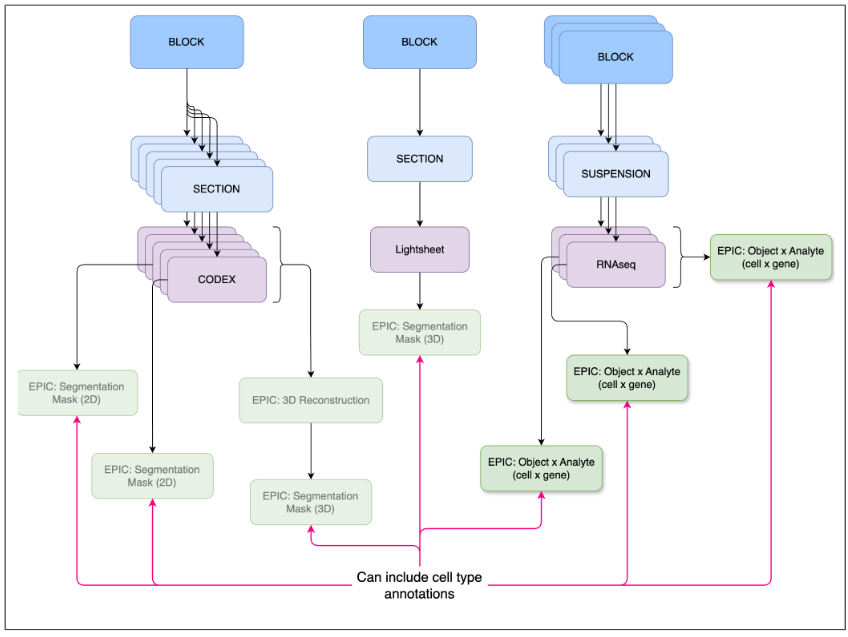 BLOCK
BLOCK
BLOCK
SECTION
SECTION
SUSPENSION
CODEX
Lightsheet
RNAseq
EPIC: Object x Analyte
(cell x gene)
EPIC: Segmentation
Mask (3D)
EPIC: Segmentation
Mask (2D)
EPIC: 3D Reconstruction
EPIC: Object x Analyte
(cell x gene)
EPIC: Segmentation
Mask (2D)
EPIC: Segmentation
Mask (3D)
EPIC: Object x Analyte
(cell x gene)
Can include cell type
annotations